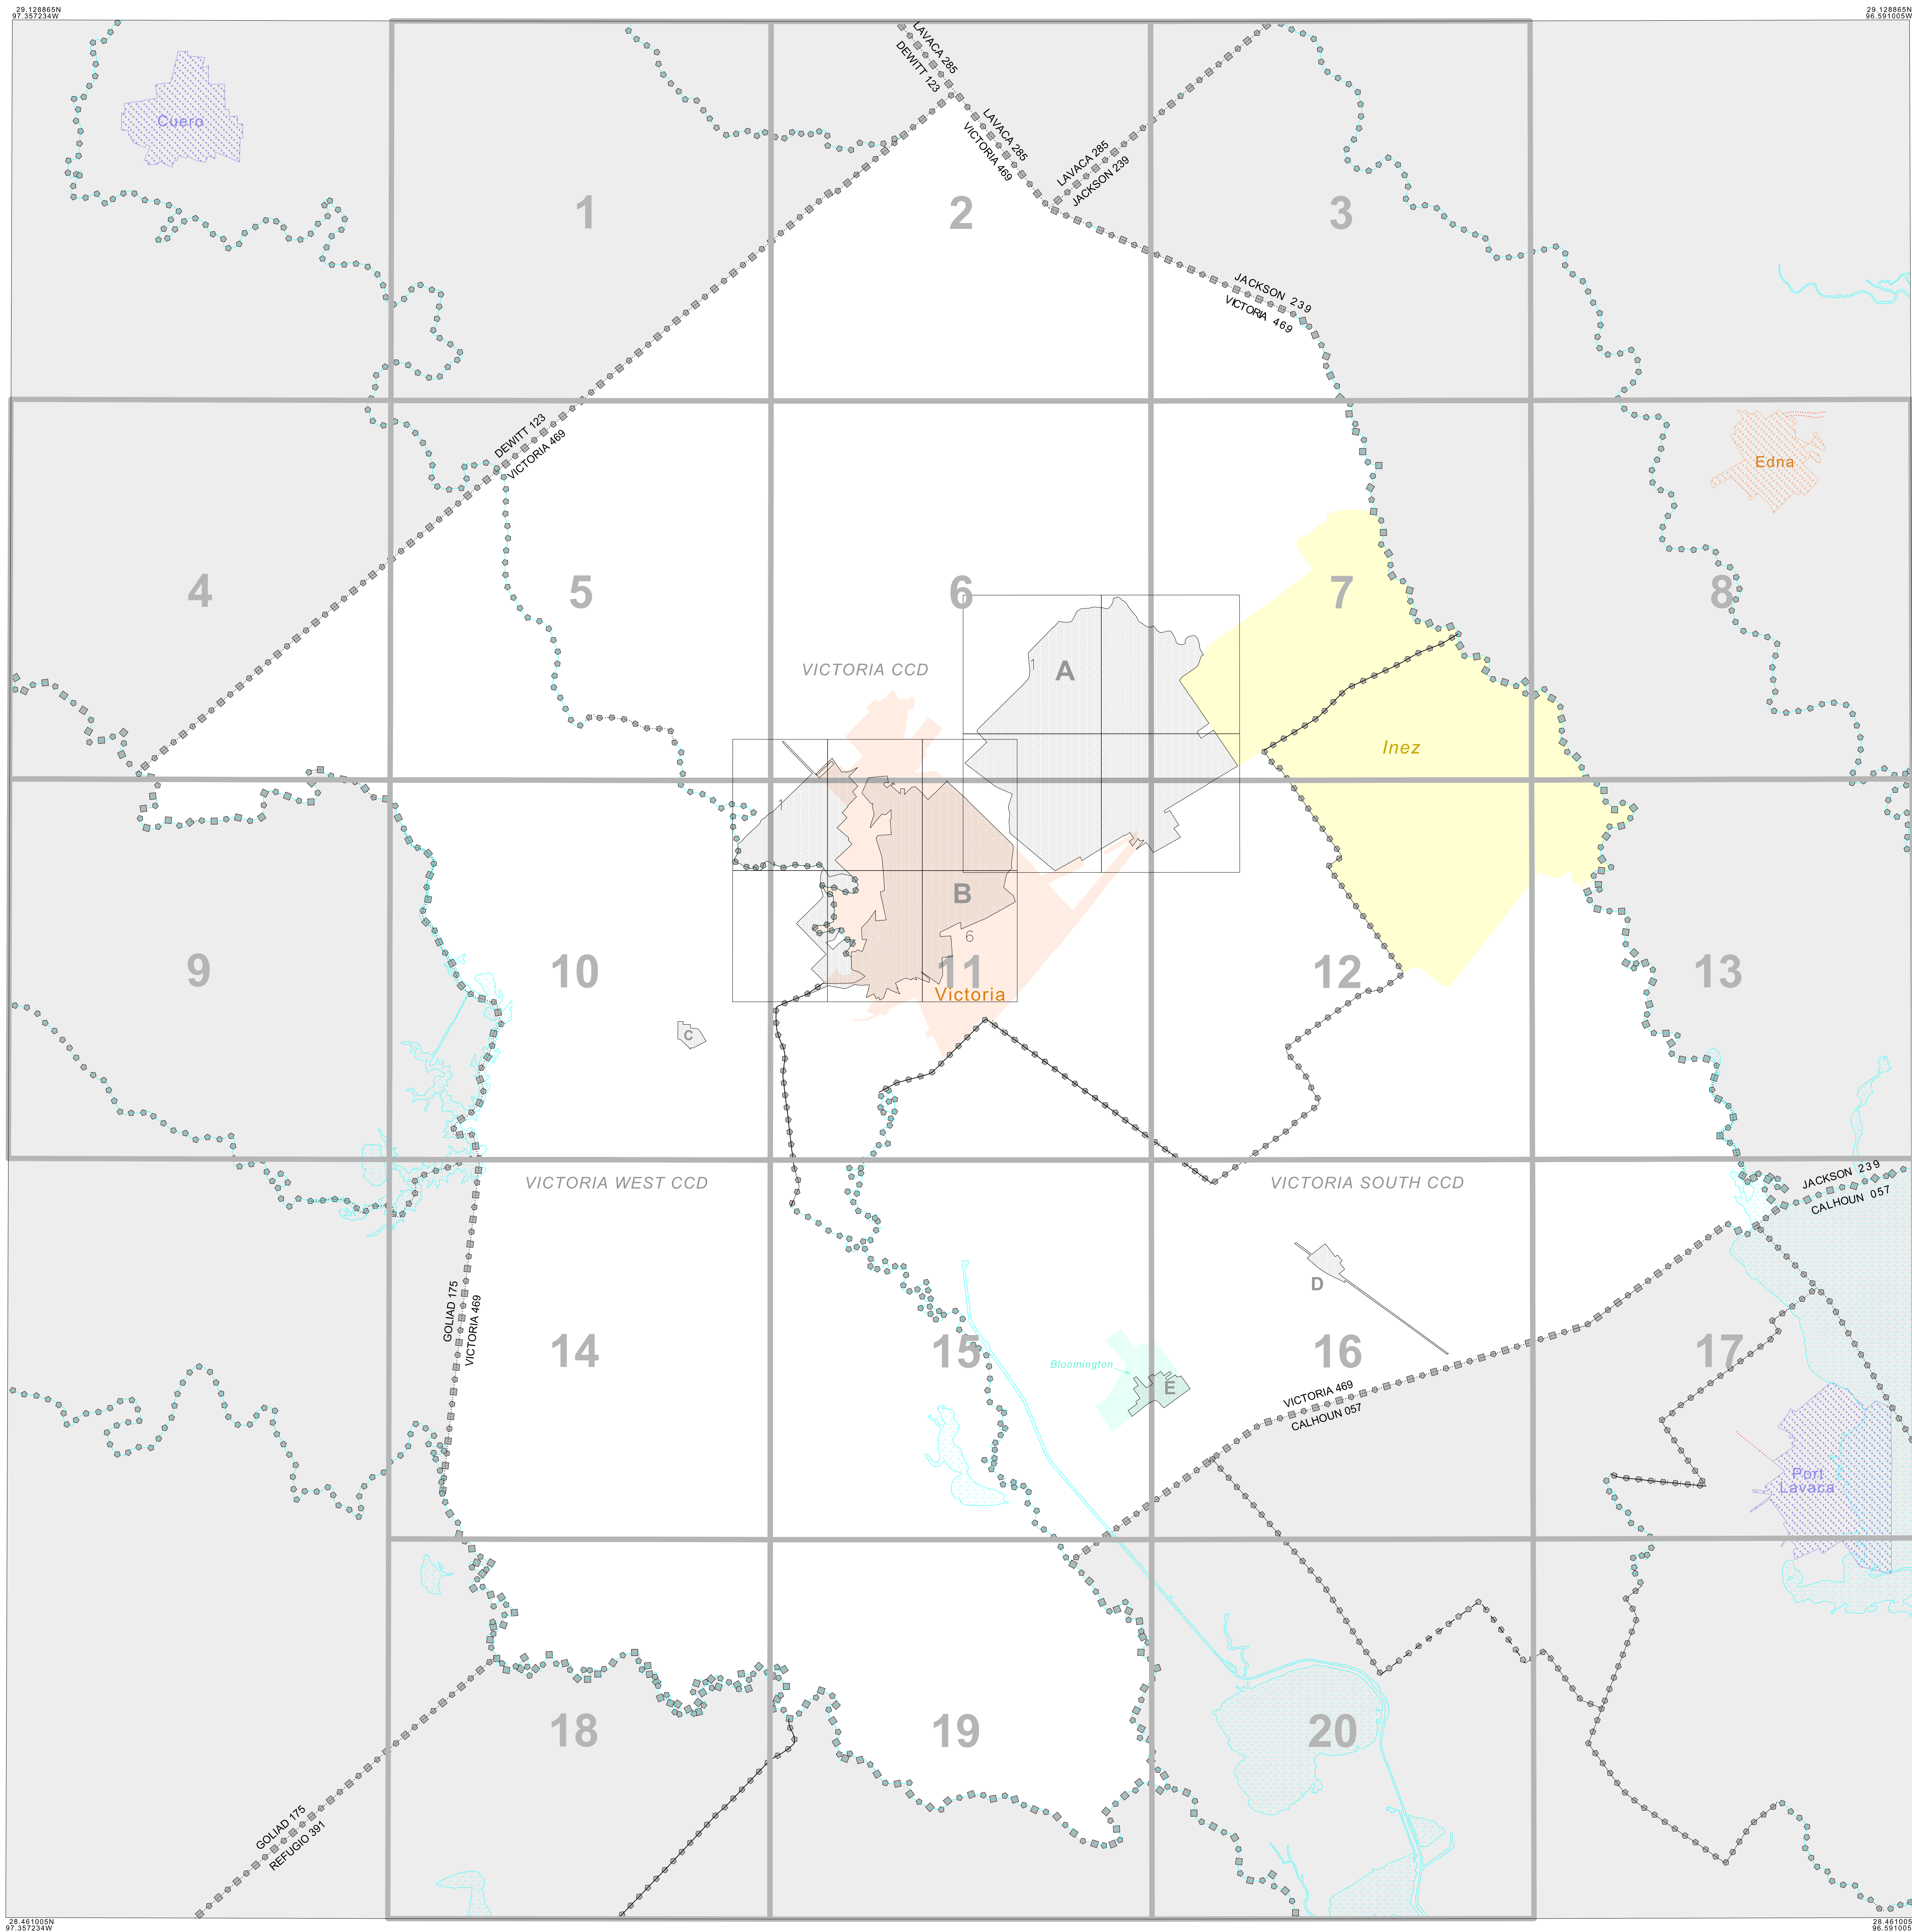 29.128865N
97.357234W
29.128865N
96.591005W
LAVACA 285
DEWITT 123
Cuero
LAVACA 285
VICTORIA 469
LAVACA 285
JACKSON 239
1
2
3
JACKSON 239
VICTORIA 469
DEWITT 123
VICTORIA 469
Edna
4
5
6
7
8
VICTORIA CCD
1
A
Inez
1
B
6
9
10
11
12
13
Victoria
C
VICTORIA WEST CCD
VICTORIA SOUTH CCD
JACKSON 239
CALHOUN 057
D
GOLIAD 175
VICTORIA 469
14
15
16
17
Bloomington
E
VICTORIA 469
CALHOUN 057
Port
Lavaca
18
19
20
GOLIAD 175
REFUGIO 391
28.461005N
97.357234W
28.461005
96.591005